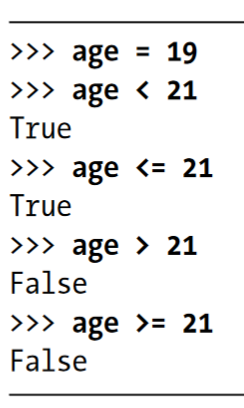 >>> age = 19
>>> age < 21
True
>>> age <= 21
True
>>> age > 21
False
>>> age >= 21
False